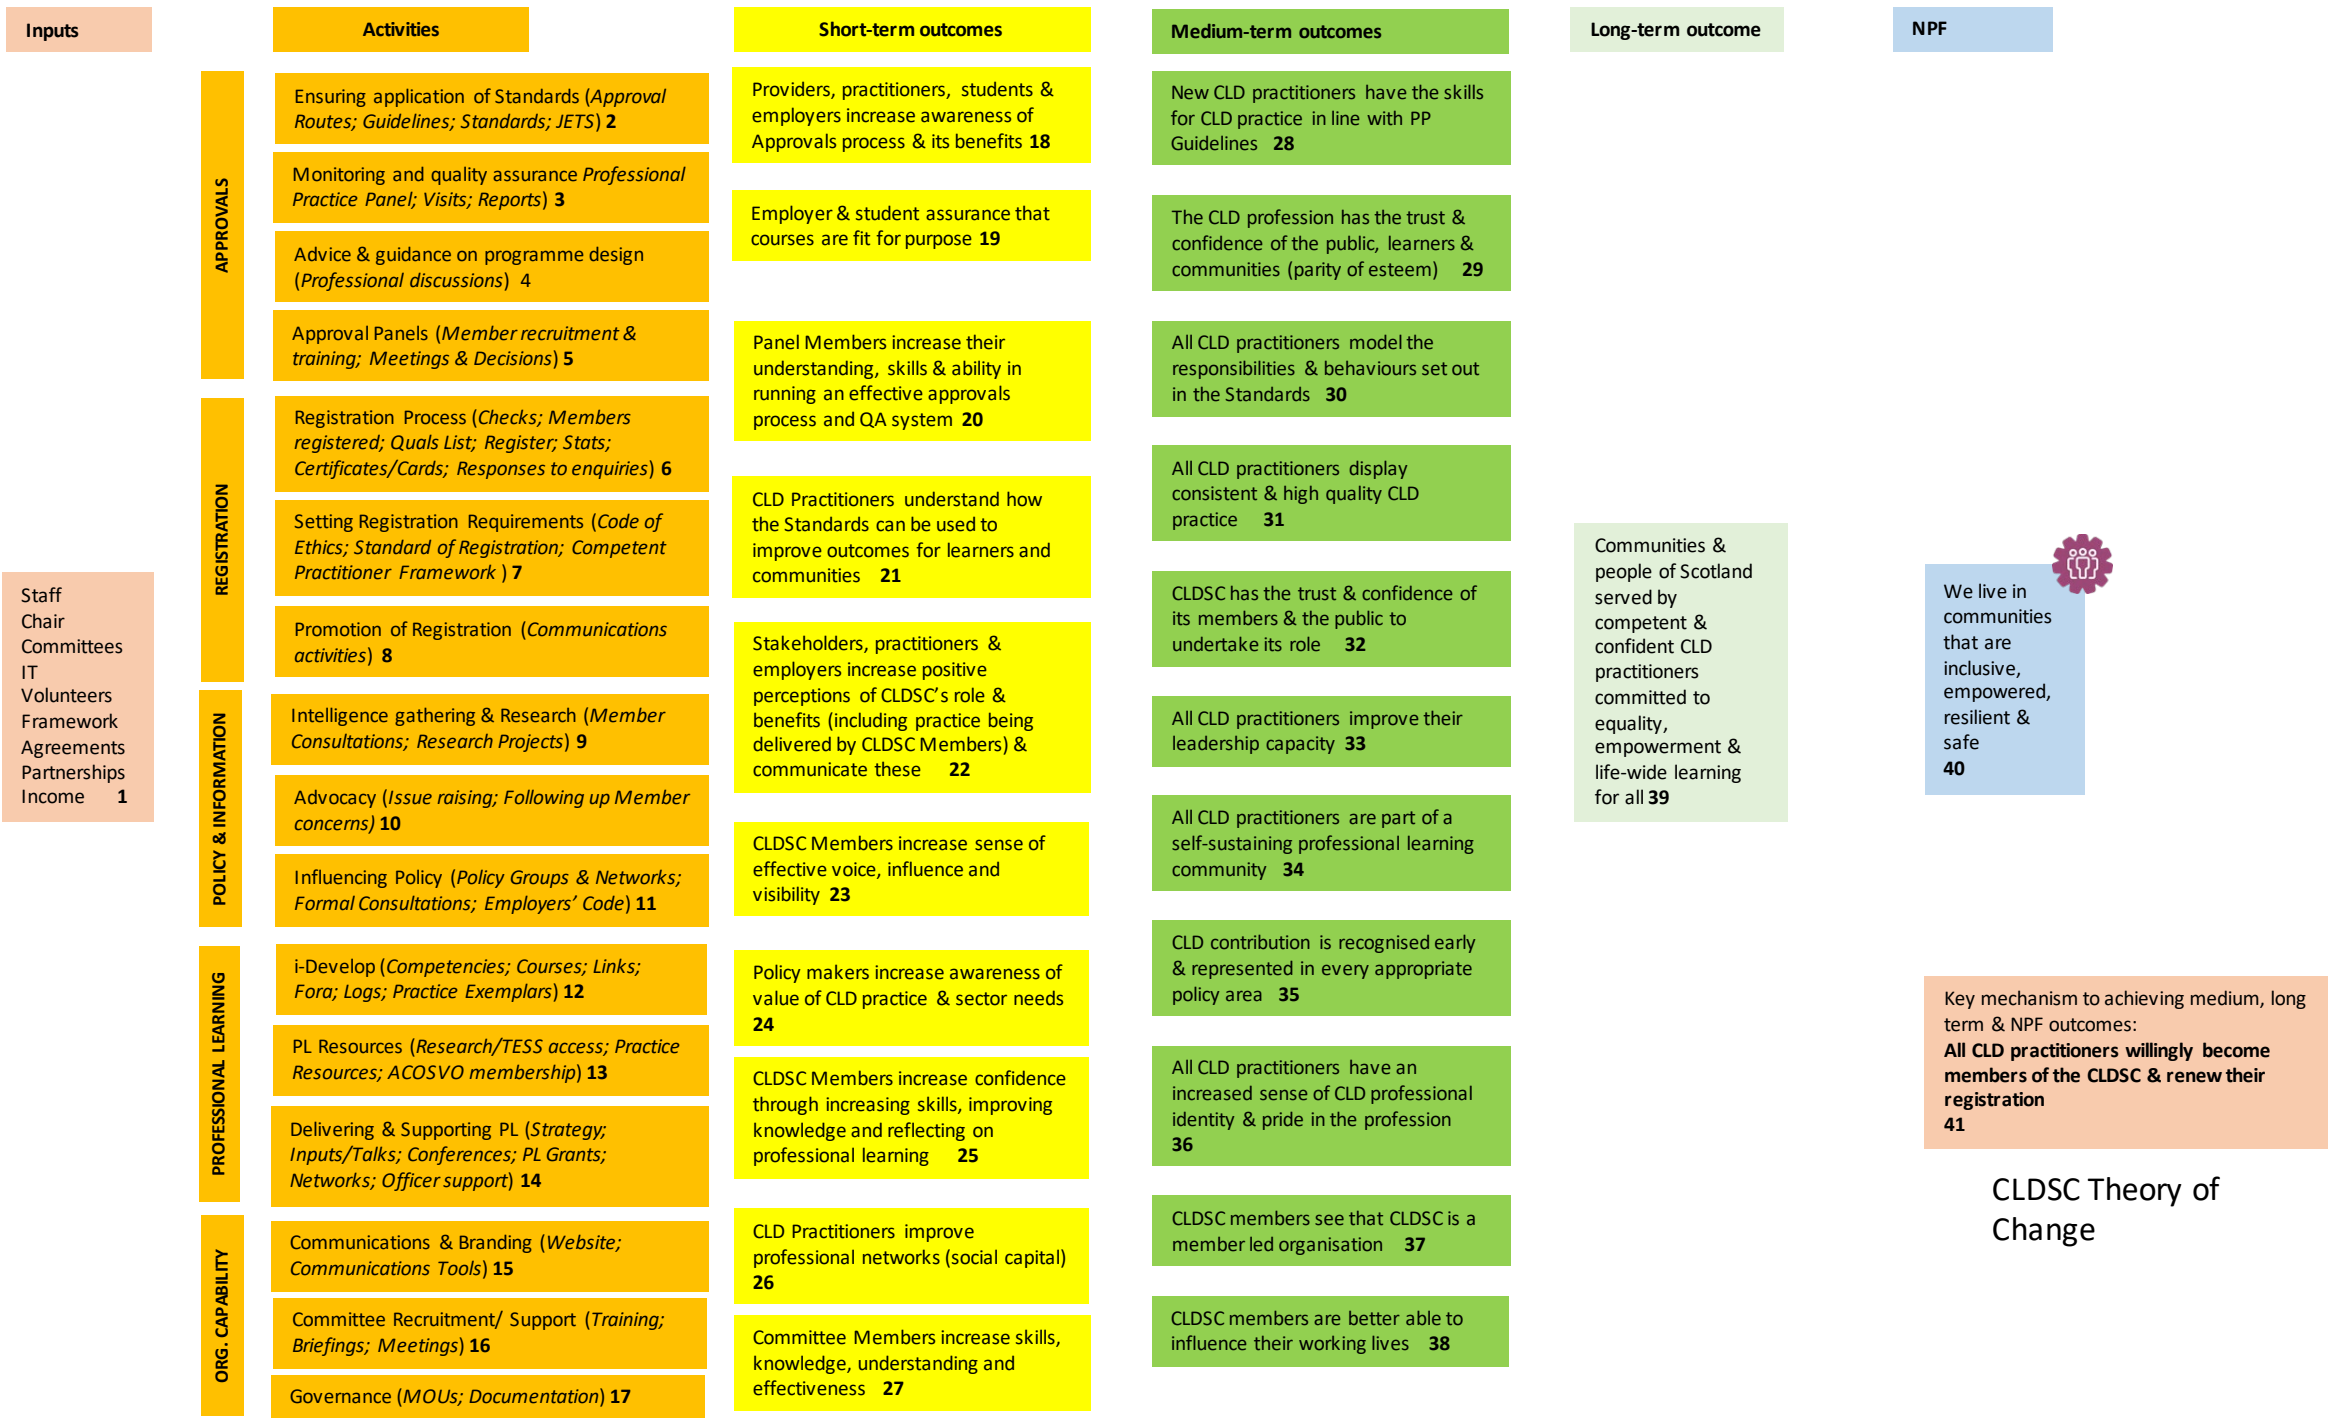 Inputs
Staff
Chair
Committees
IT
Volunteers
Framework
Agreements
Partnerships
Income 1
Activities
APPROVALS
Ensuring application of Standards (Approval
Routes; Guidelines; Standards; JETS) 2
Monitoring and quality assurance Professional
Practice Panel; Visits; Reports) 3
Advice & guidance on programme design
(Professional discussions) 4
Approval Panels (Member recruitment &
training; Meetings & Decisions) 5
REGISTRATION
Registration Process (Checks; Members
registered; Quals List; Register; Stats;
Certificates/Cards; Responses to enquiries) 6
Setting Registration Requirements (Code of
Ethics; Standard of Registration; Competent
Practitioner Framework ) 7
Promotion of Registration (Communications
activities) 8
POLICY & INFORMATION
Intelligence gathering & Research (Member
Consultations; Research Projects) 9
Advocacy (Issue raising; Following up Member
concerns) 10
Influencing Policy (Policy Groups & Networks;
Formal Consultations; Employers' Code) 11
PROFESSIONAL LEARNING
i-Develop (Competencies; Courses; Links;
Fora; Logs; Practice Exemplars) 12
PL Resources (Research/TESS access; Practice
Resources; ACOSVO membership) 13
Delivering & Supporting PL (Strategy;
Inputs/Talks; Conferences; PL Grants;
Networks; Officer support) 14
ORG. CAPABILITY
Communications & Branding (Website;
Communications Tools) 15
Committee Recruitment/ Support (Training;
Briefings; Meetings) 16
Governance (MOUs; Documentation) 17
Short-term outcomes
Providers, practitioners, students &
employers increase awareness of
Approvals process & its benefits 18
Employer & student assurance that
courses are fit for purpose 19
Panel Members increase their
understanding, skills & ability in
running an effective approvals
process and QA system 20
CLD Practitioners understand how
the Standards can be used to
improve outcomes for learners and
communities 21
Stakeholders, practitioners &
employers increase positive
perceptions of CLDSC's role &
benefits (including practice being
delivered by CLDSC Members) &
communicate these 22
CLDSC Members increase sense of
effective voice, influence and
visibility 23
Policy makers increase awareness of
value of CLD practice & sector needs
24
CLDSC Members increase confidence
through increasing skills, improving
knowledge and reflecting on
professional learning 25
CLD Practitioners improve
professional networks (social capital)
26
Committee Members increase skills,
knowledge, understanding and
effectiveness 27
Medium-term outcomes
New CLD practitioners have the skills
for CLD practice in line with PP
Guidelines 28
The CLD profession has the trust &
confidence of the public, learners &
communities (parity of esteem) 29
All CLD practitioners model the
responsibilities & behaviours set out
in the Standards 30
All CLD practitioners display
consistent & high quality CLD
practice 31
CLDSC has the trust & confidence of
its members & the public to
undertake its role 32
All CLD practitioners improve their
leadership capacity 33
All CLD practitioners are part of a
self-sustaining professional learning
community 34
CLD contribution is recognised early
& represented in every appropriate
policy area 35
All CLD practitioners have an
increased sense of CLD professional
identity & pride in the profession
36
CLDSC members see that CLDSC is a
member led organisation 37
CLDSC members are better able to
influence their working lives 38
Long-term outcome
Communities &
people of Scotland
served by
competent &
confident CLD
practitioners
committed to
equality,
empowerment &
life-wide learning
for all 39
NPF
We live in
communities
that are
inclusive,
empowered,
resilient &
safe
40
Key mechanism to achieving medium, long
term & NPF outcomes:
All CLD practitioners willingly become
members of the CLDSC & renew their
registration
41
CLDSC Theory of
Change